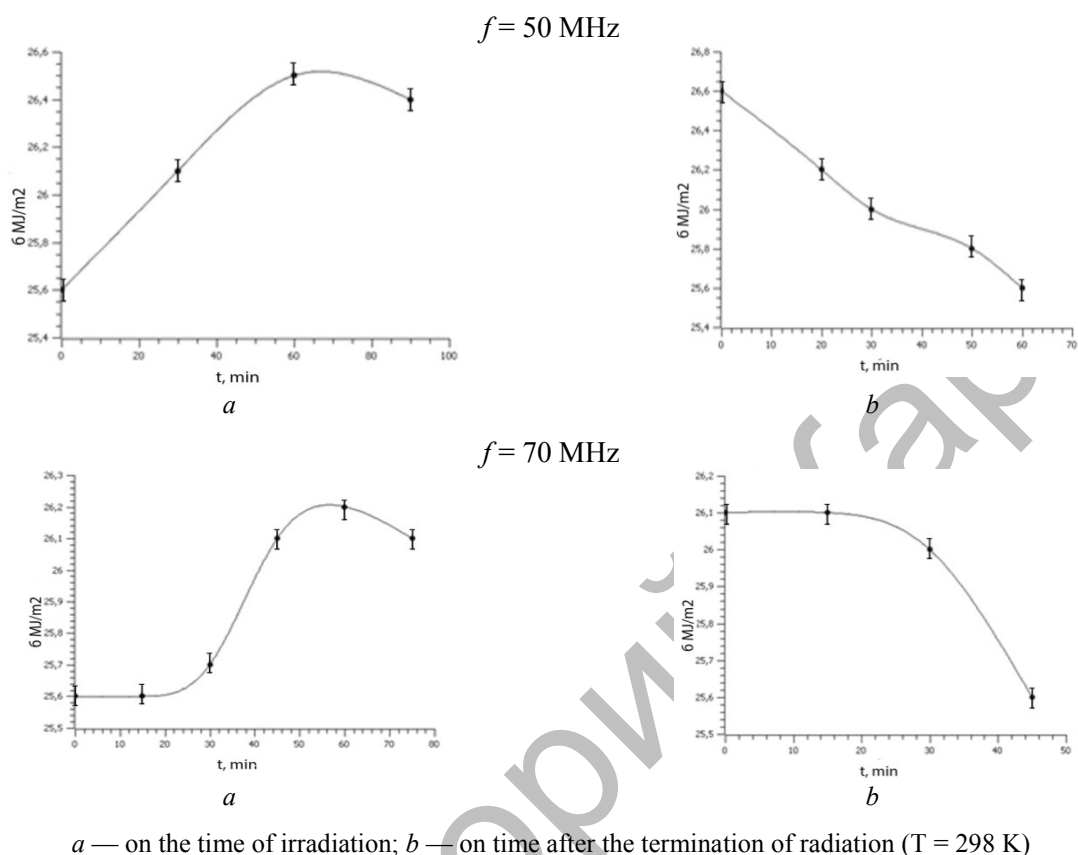 f = 50 MHz
26,6
26,4
26,2
26
25,8
25,6
25,4
б MJ/m2
0 20 40 60 80 100
t, min
a
26,8
26,6
26,4
26,2
26,0
25,8
25,6
25,4
б MJ/m2
0 10 20 30 40 50 60 70
t, min
b
f = 70 MHz
26,3
26,2
26,1
26
25,9
25,8
25,7
25,6
25,5
б MJ/m2
0 10 20 30 40 50 60 70 80
t, min
a
26,2
26,1
26
25,9
25,8
25,7
25,6
25,5
б MJ/m2
0 10 20 30 40 50
t, min
b
a — on the time of irradiation; b — on time after the termination of radiation (T = 298 K)